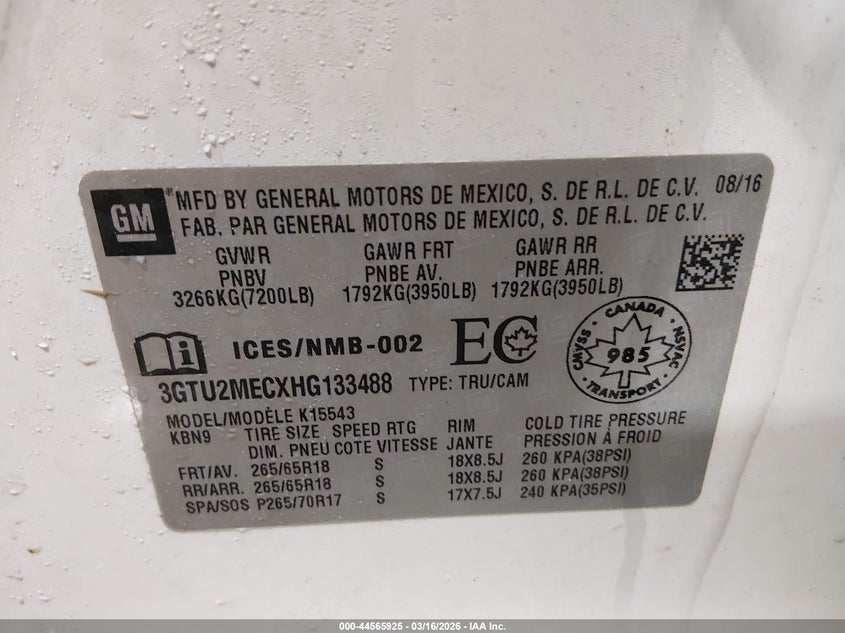 GM
MFD BY GENERAL MOTORS DE MEXICO, S. DE R.L. DE C.V. 08/16
FAB. PAR GENERAL MOTORS DE MEXICO, S. DE R.L. DE C.V.
GVWR GAWR FRT GAWR RR
PNBV PNBE AV. PNBE ARR.
3266KG(7200LB) 1792KG(3950LB) 1792KG(3950LB)
ICES/NMB-002 EC
CANADA
CMVSS 985 NSVAC
TRANSPORT
3GTU2MECXHG133488 TYPE: TRU/CAM
MODEL/MODÈLE K15543
KBN9 TIRE SIZE SPEED RTG RIM COLD TIRE PRESSURE
DIM. PNEU COTE VITESSE JANTE PRESSION À FROID
FRT/AV. 265/65R18 S 18X8.5J 260 KPA(38PSI)
RR/ARR. 265/65R18 S 18X8.5J 260 KPA(38PSI)
SPA/SOS P265/70R17 S 17X7.5J 240 KPA(35PSI)
000-44565925 - 03/16/2026 - IAA Inc.